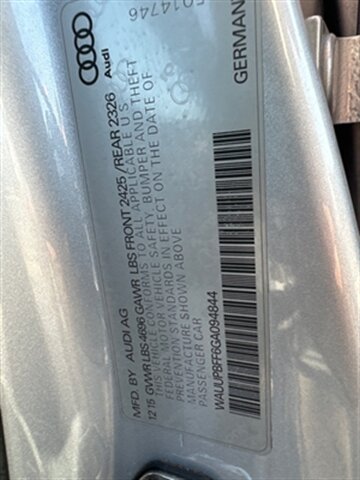 Audi
MFD. BY AUDI AG
12 15 GVWR LBS 4696 GAWR LBS FRONT 2425 / REAR 2326
THIS VEHICLE CONFORMS TO ALL APPLICABLE U.S.
FEDERAL MOTOR VEHICLE SAFETY, BUMPER AND THEFT
PREVENTION STANDARDS IN EFFECT ON THE DATE OF
MANUFACTURE SHOWN ABOVE
PASSENGER CAR
WAUUPBFF6GA094844
GERMANY